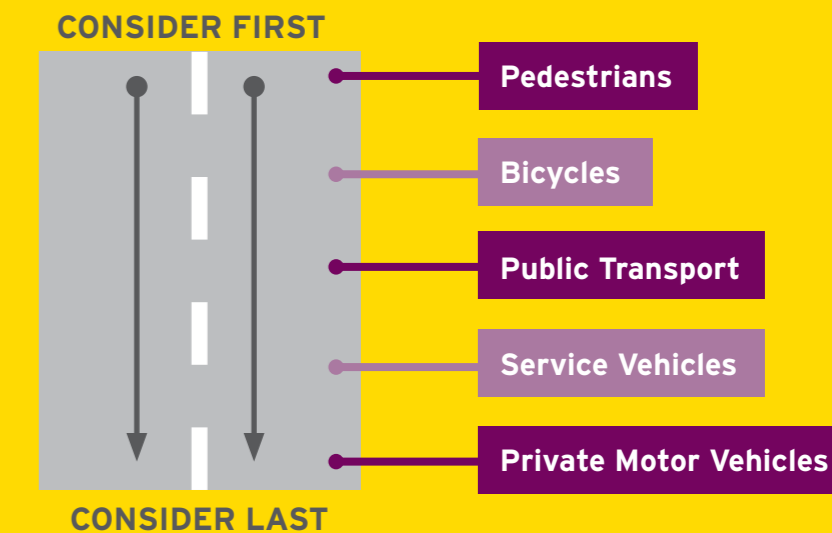 CONSIDER FIRST
Pedestrians
Bicycles
Public Transport
Service Vehicles
Private Motor Vehicles
CONSIDER LAST